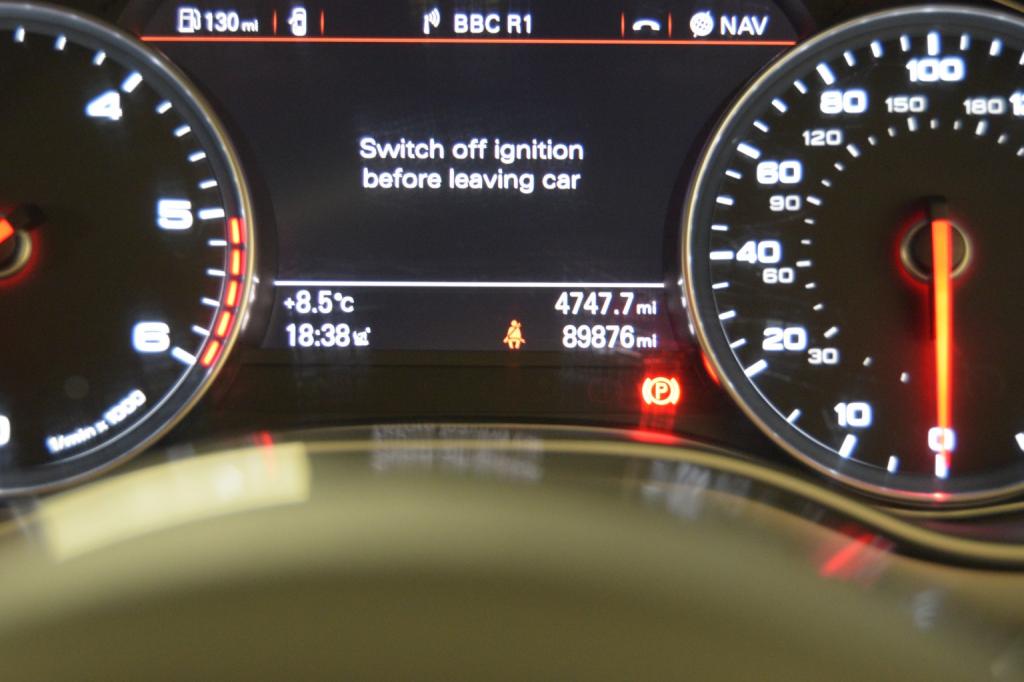 130 mi BBC R1 NAV
Switch off ignition
before leaving car
+8.5°C 4747.7 mi
18:38 89876 mi
4
5
6
1/min x 1000
P
0
10
20
30
40
60
60
90
80
120
100
150
180